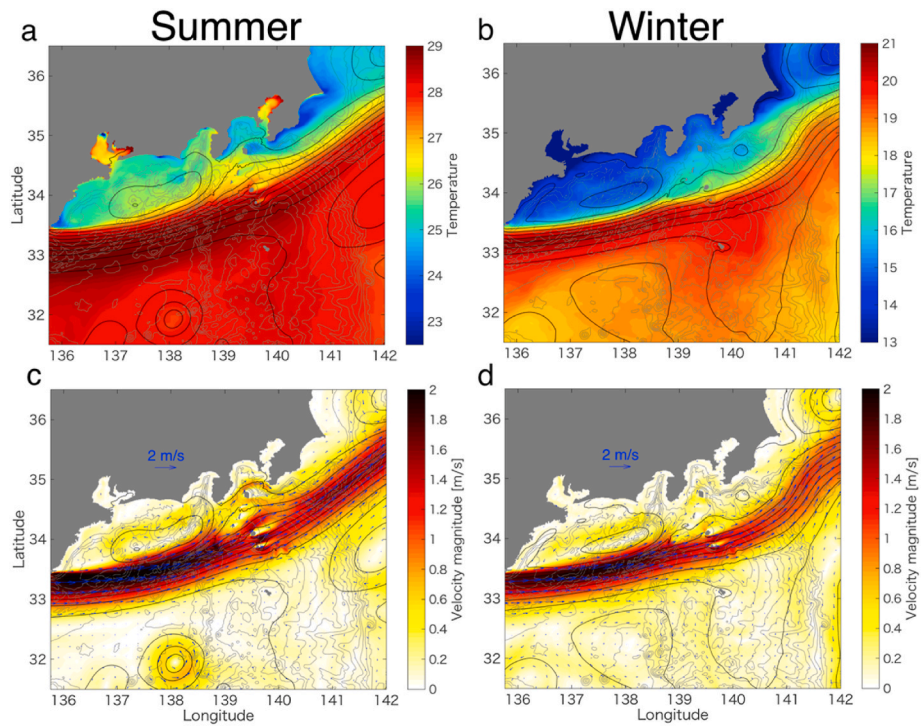 Summer
Winter
a
b
36
35
34
33
32
Latitude
136 137 138 139 140 141 142
29
28
27
26
25
24
23
Temperature
36
35
34
33
32
136 137 138 139 140 141 142
21
20
19
18
17
16
15
14
13
Temperature
c
d
2 m/s
36
35
34
33
32
Latitude
136 137 138 139 140 141 142
Longitude
2
1.8
1.6
1.4
1.2
1
0.8
0.6
0.4
0.2
0
Velocity magnitude [m/s]
2 m/s
36
35
34
33
32
136 137 138 139 140 141 142
Longitude
2
1.8
1.6
1.4
1.2
1
0.8
0.6
0.4
0.2
0
Velocity magnitude [m/s]